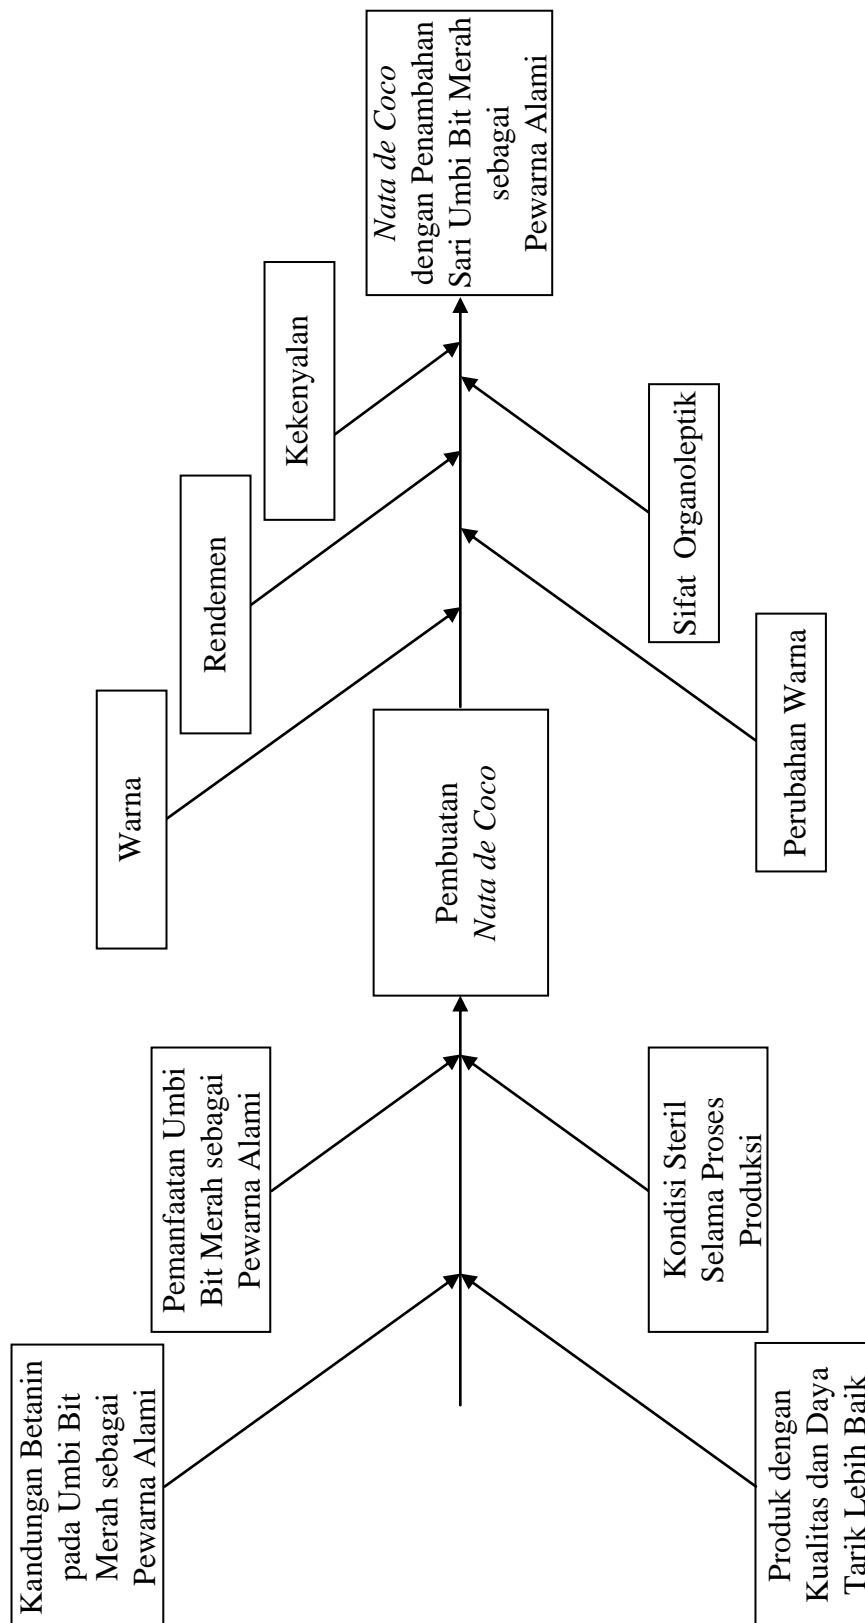 Kandungan Betanin
pada Umbi Bit
Merah sebagai
Pewarna Alami
Pemanfaatan Umbi
Bit Merah sebagai
Pewarna Alami
Produk dengan
Kualitas dan Daya
Tarik Lebih Baik
Kondisi Steril
Selama Proses
Produksi
Pembuatan
Nata de Coco
Warna
Rendemen
Kekenyalan
Perubahan Warna
Sifat Organoleptik
Nata de Coco
dengan Penambahan
Sari Umbi Bit Merah
sebagai
Pewarna Alami